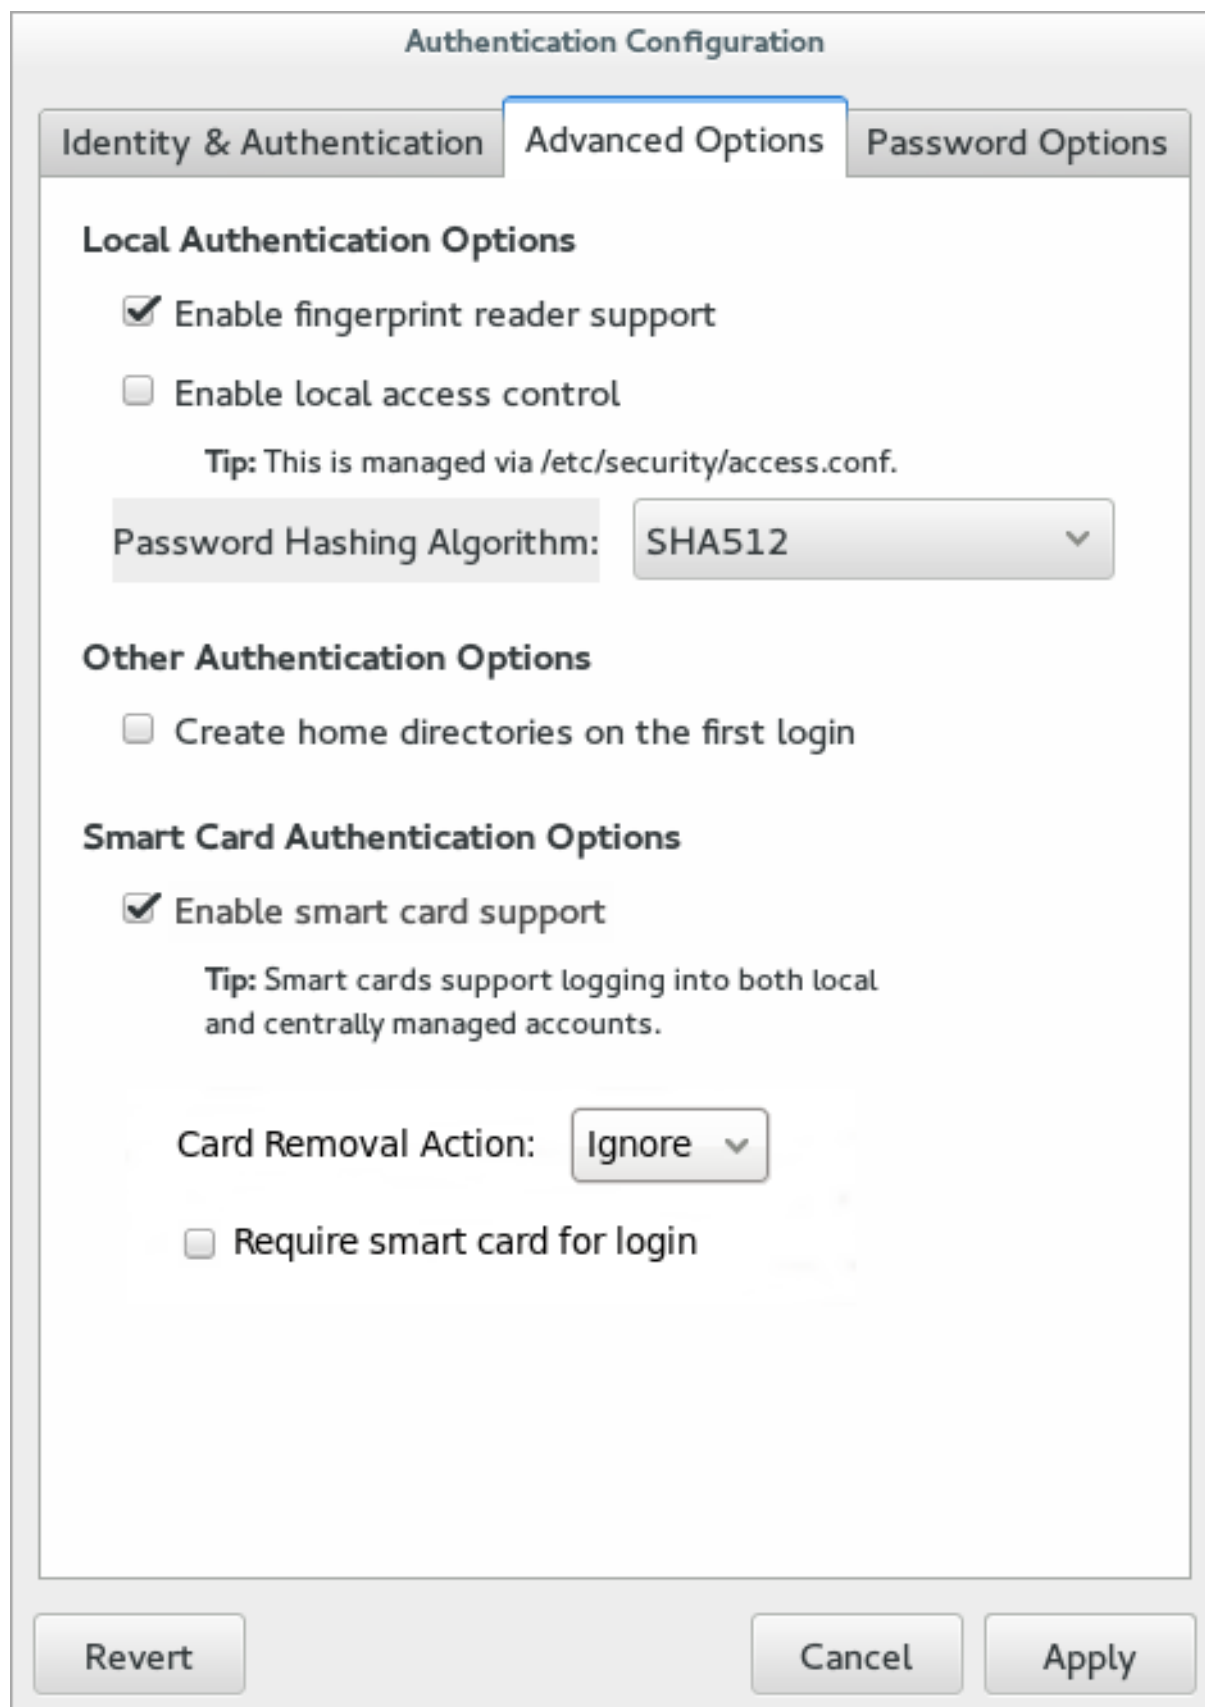 Authentication Configuration
Identity & Authentication
Advanced Options
Password Options
Local Authentication Options
Enable fingerprint reader support
Enable local access control
Tip: This is managed via /etc/security/access.conf.
Password Hashing Algorithm:
SHA512
Other Authentication Options
Create home directories on the first login
Smart Card Authentication Options
Enable smart card support
Tip: Smart cards support logging into both local
and centrally managed accounts.
Card Removal Action:
Ignore
Require smart card for login
Revert
Cancel
Apply